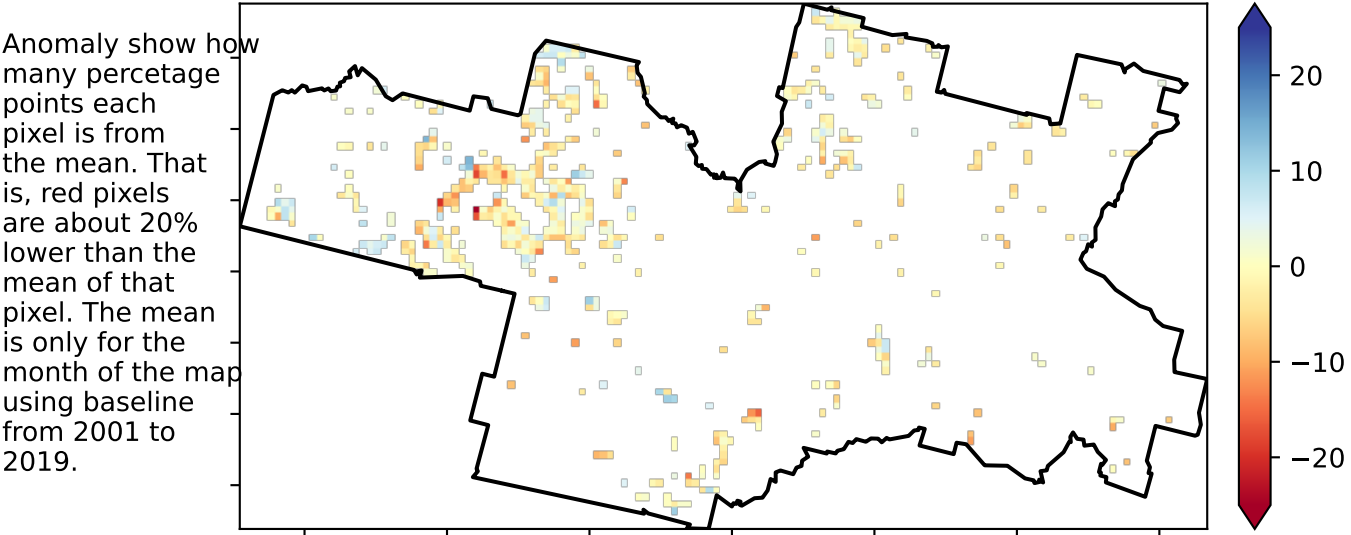 Anomaly show how
many percetage
points each
pixel is from
the mean. That
is, red pixels
are about 20%
lower than the
mean of that
pixel. The mean
is only for the
month of the map
using baseline
from 2001 to
2019.
20
10
0
−10
−20